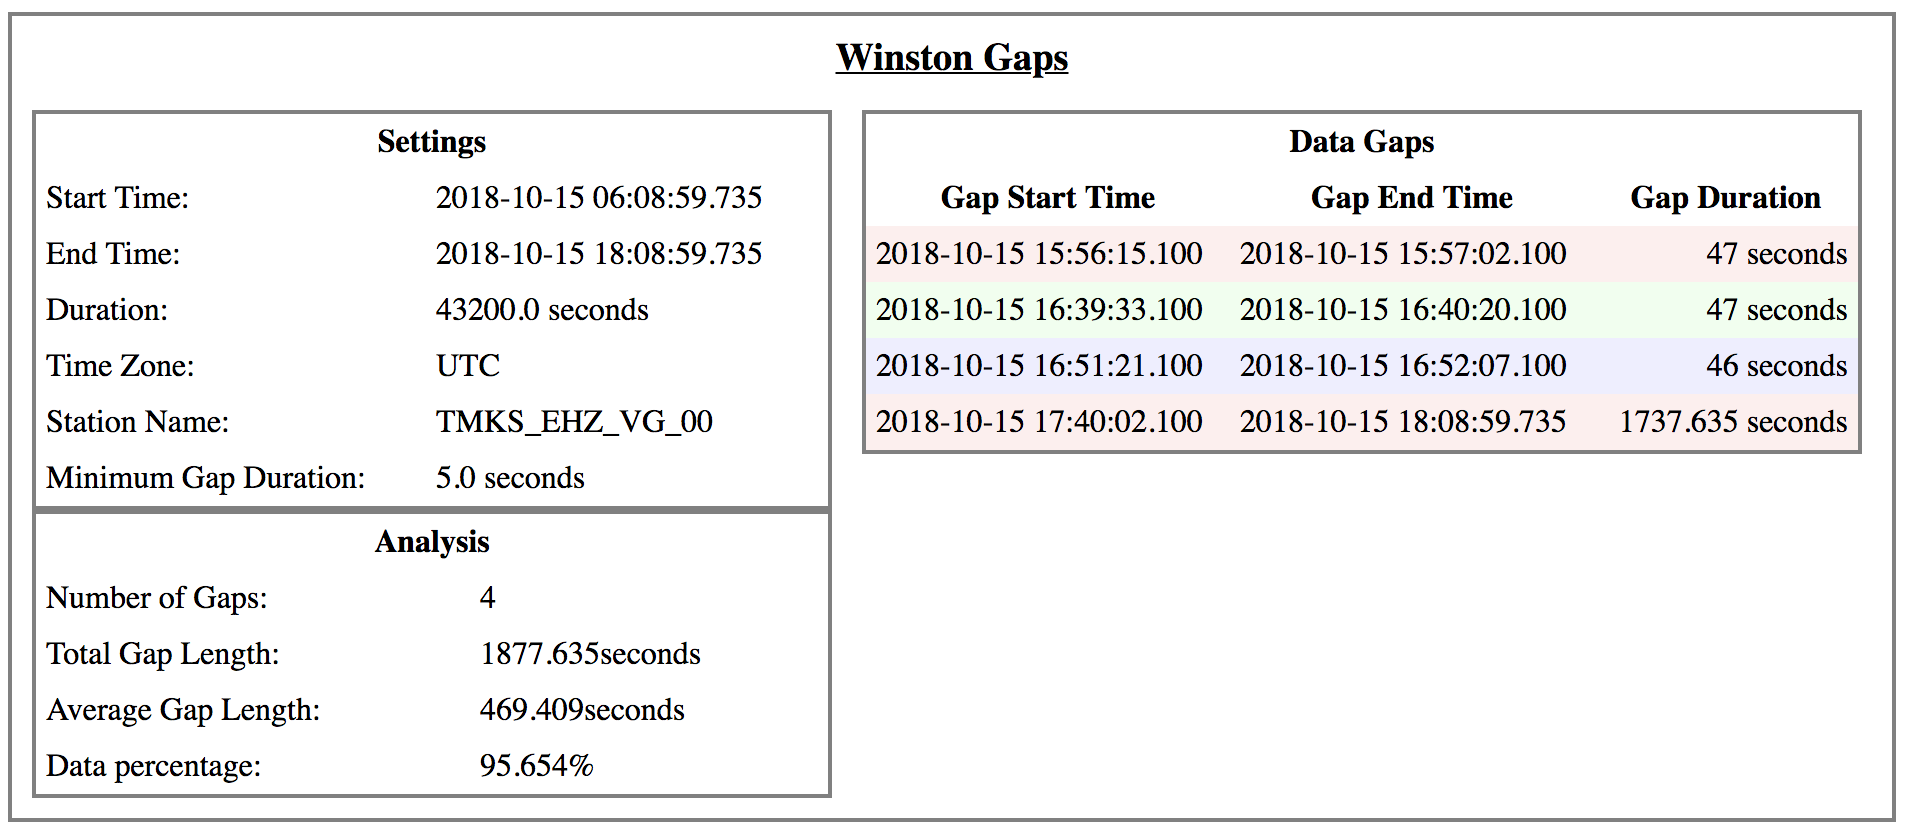 Winston Gaps
Settings
Start Time: 2018-10-15 06:08:59.735
End Time: 2018-10-15 18:08:59.735
Duration: 43200.0 seconds
Time Zone: UTC
Station Name: TMKS_EHZ_VG_00
Minimum Gap Duration: 5.0 seconds
Analysis
Number of Gaps: 4
Total Gap Length: 1877.635seconds
Average Gap Length: 469.409seconds
Data percentage: 95.654%
Data Gaps
Gap Start Time Gap End Time Gap Duration
2018-10-15 15:56:15.100 2018-10-15 15:57:02.100 47 seconds
2018-10-15 16:39:33.100 2018-10-15 16:40:20.100 47 seconds
2018-10-15 16:51:21.100 2018-10-15 16:52:07.100 46 seconds
2018-10-15 17:40:02.100 2018-10-15 18:08:59.735 1737.635 seconds